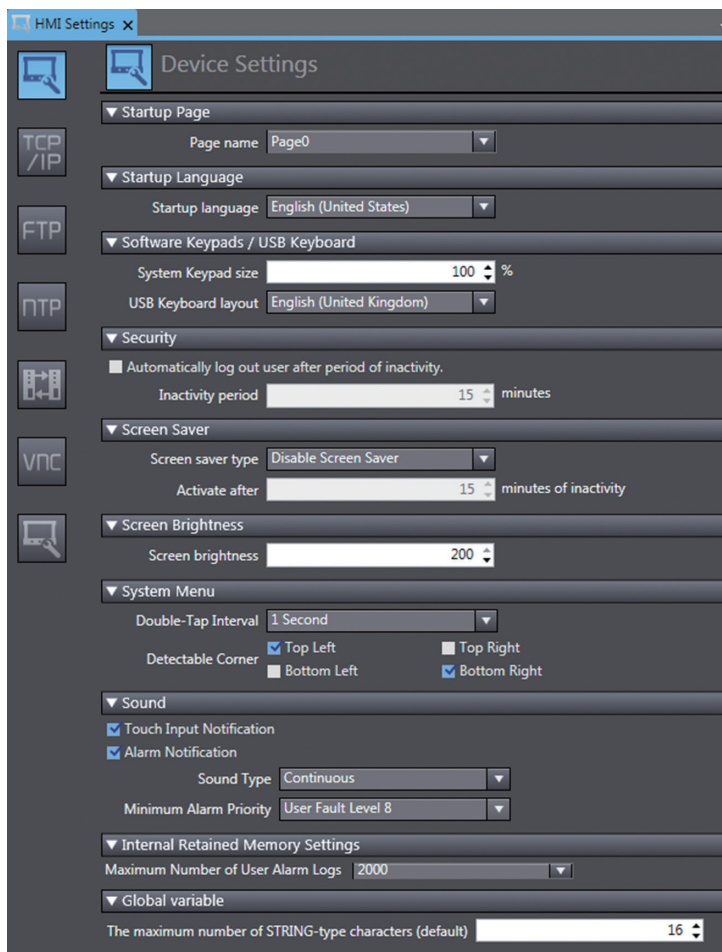 HMI Settings
Device Settings
TCP
/IP
FTP
NTP
VNC
Startup Page
Page name Page0
Startup Language
Startup language English (United States)
Software Keypads / USB Keyboard
System Keypad size 100 %
USB Keyboard layout English (United Kingdom)
Security
Automatically log out user after period of inactivity.
Inactivity period 15 minutes
Screen Saver
Screen saver type Disable Screen Saver
Activate after 15 minutes of inactivity
Screen Brightness
Screen brightness 200
System Menu
Double-Tap Interval 1 Second
Detectable Corner
Top Left Top Right
Bottom Left Bottom Right
Sound
Touch Input Notification
Alarm Notification
Sound Type Continuous
Minimum Alarm Priority User Fault Level 8
Internal Retained Memory Settings
Maximum Number of User Alarm Logs 2000
Global variable
The maximum number of STRING-type characters (default) 16